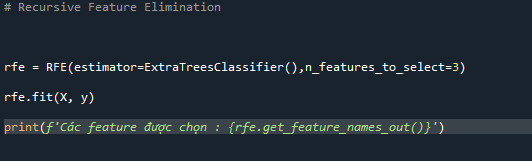 # Recursive Feature Elimination
rfe = RFE(estimator=ExtraTreesClassifier(),n_features_to_select=3)
rfe.fit(X, y)
print(f'Các feature được chọn : {rfe.get_feature_names_out()}')